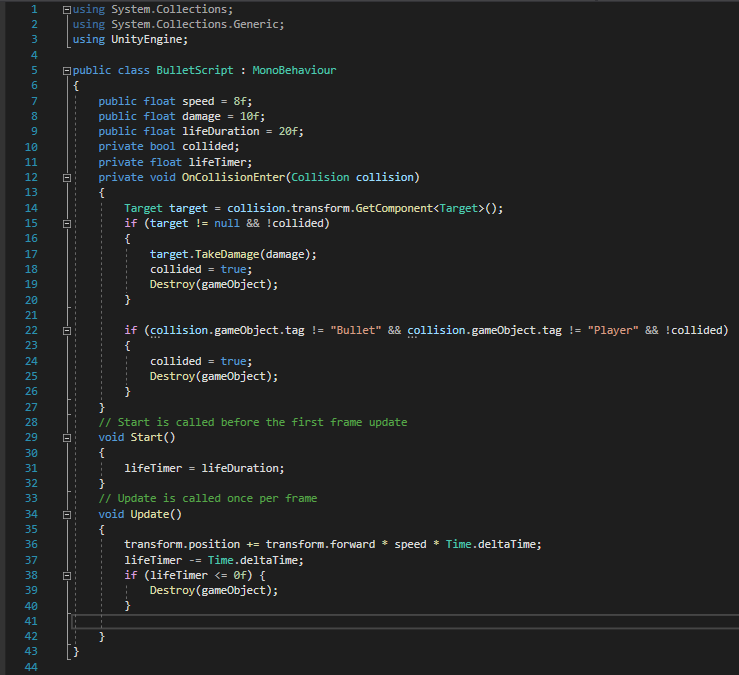 1 using System.Collections;
2 using System.Collections.Generic;
3 using UnityEngine;
4
5 public class BulletScript : MonoBehaviour
6 {
7     public float speed = 8f;
8     public float damage = 10f;
9     public float lifeDuration = 20f;
10     private bool collided;
11     private float lifeTimer;
12     private void OnCollisionEnter(Collision collision)
13     {
14         Target target = collision.transform.GetComponent<Target>();
15         if (target != null && !collided)
16         {
17             target.TakeDamage(damage);
18             collided = true;
19             Destroy(gameObject);
20         }
21
22         if (collision.gameObject.tag != "Bullet" && collision.gameObject.tag != "Player" && !collided)
23         {
24             collided = true;
25             Destroy(gameObject);
26         }
27     }
28     // Start is called before the first frame update
29     void Start()
30     {
31         lifeTimer = lifeDuration;
32     }
33     // Update is called once per frame
34     void Update()
35     {
36         transform.position += transform.forward * speed * Time.deltaTime;
37         lifeTimer -= Time.deltaTime;
38         if (lifeTimer <= 0f) {
39             Destroy(gameObject);
40         }
41
42     }
43 }
44